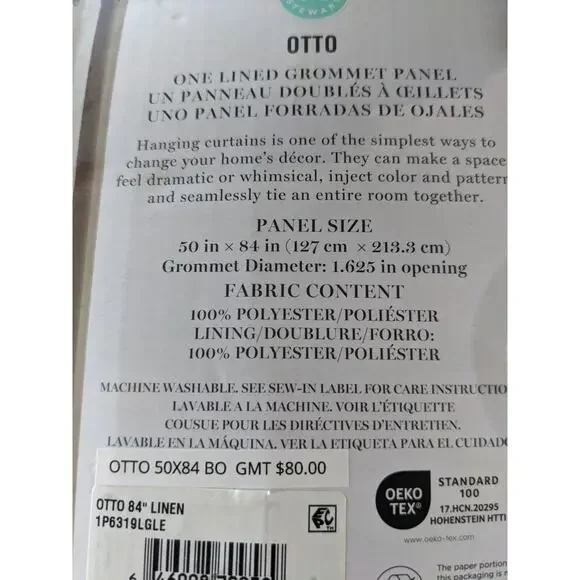 STEWART
OTTO
ONE LINED GROMMET PANEL
UN PANNEAU DOUBLÉS À ŒILLETS
UNO PANEL FORRADAS DE OJALES
Hanging curtains is one of the simplest ways to
change your home's décor. They can make a space
feel dramatic or whimsical, inject color and pattern
and seamlessly tie an entire room together.
PANEL SIZE
50 in × 84 in (127 cm × 213.3 cm)
Grommet Diameter: 1.625 in opening
FABRIC CONTENT
100% POLYESTER/POLIÉSTER
LINING/DOUBLURE/FORRO:
100% POLYESTER/POLIÉSTER
MACHINE WASHABLE. SEE SEW-IN LABEL FOR CARE INSTRUCTIO
LAVABLE A LA MACHINE. VOIR L'ÉTIQUETTE
COUSUE POUR LES DIRÉCTIVES D'ENTRETIEN.
LAVABLE EN LA MÁQUINA. VER LA ETIQUETA PARA EL CUIDADO
OTTO 50X84 BO GMT $80.00
OTTO 84" LINEN
1P6319LGLE
OEKO
TEX®
STANDARD
100
17.HCN.20295
HOHENSTEIN HTTI
www.oeko-tex.com
The paper portion
this packaging is